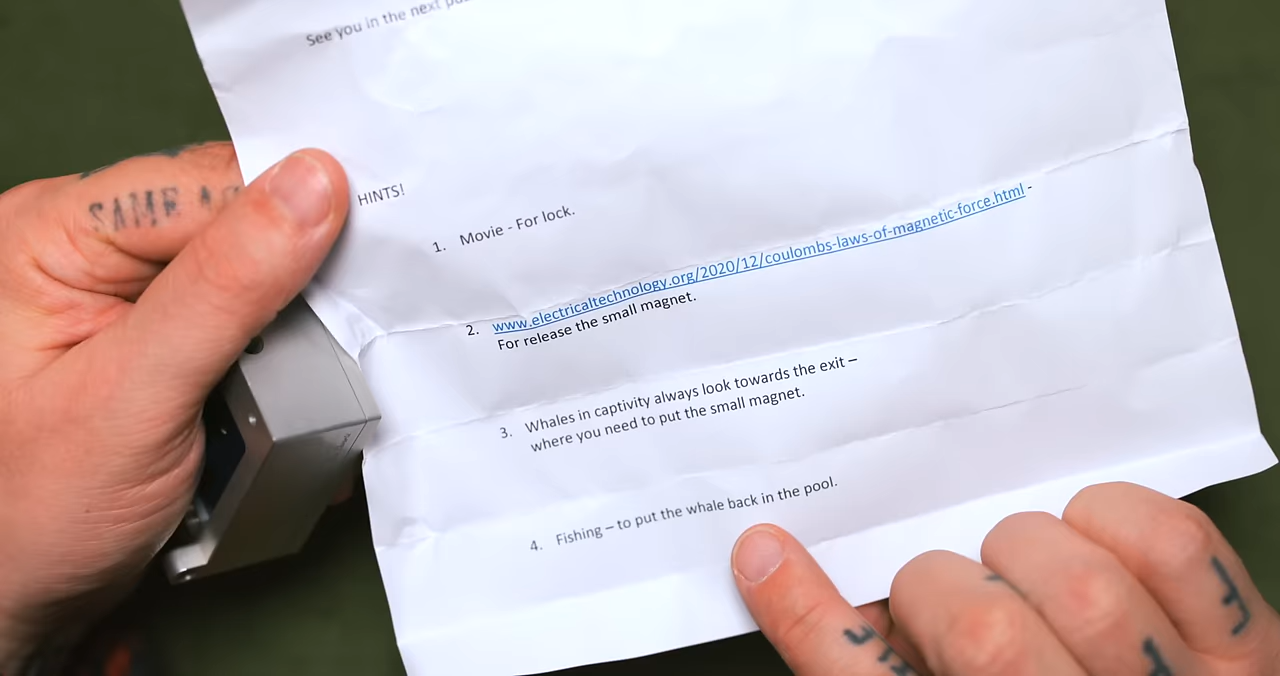 See you in the next
HINTS!
1. Movie - For lock.
2. www.electricaltechnology.org/2020/12/coulombs-laws-of-magnetic-force.html -
For release the small magnet.
3. Whales in captivity always look towards the exit –
where you need to put the small magnet.
4. Fishing – to put the whale back in the pool.
SAME